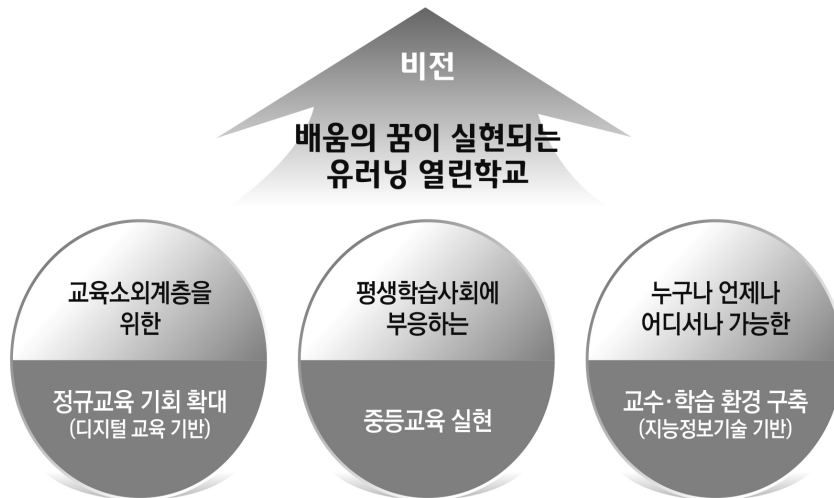 비전
배움의 꿈이 실현되는
유러닝 열린학교
교육소외계층을
위한
정규교육 기회 확대
(디지털 교육 기반)
평생학습사회에
부응하는
중등교육 실현
누구나 언제나
어디서나 가능한
교수·학습 환경 구축
(지능정보기술 기반)